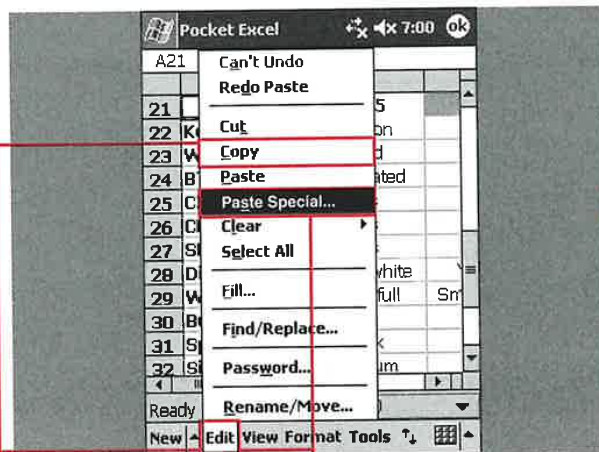 Pocket Excel 7:00 ok
A21
Can't Undo
Redo Paste
Cut
Copy
Paste
Paste Special...
Clear
Select All
Fill...
Find/Replace...
Password...
Rename/Move...
21 5
22 K on
23 W d
24 B ated
25 C
26 C
27 S
28 D white
29 W full Sm
30 B
31 S
32 Si um
Ready
New Edit View Format Tools